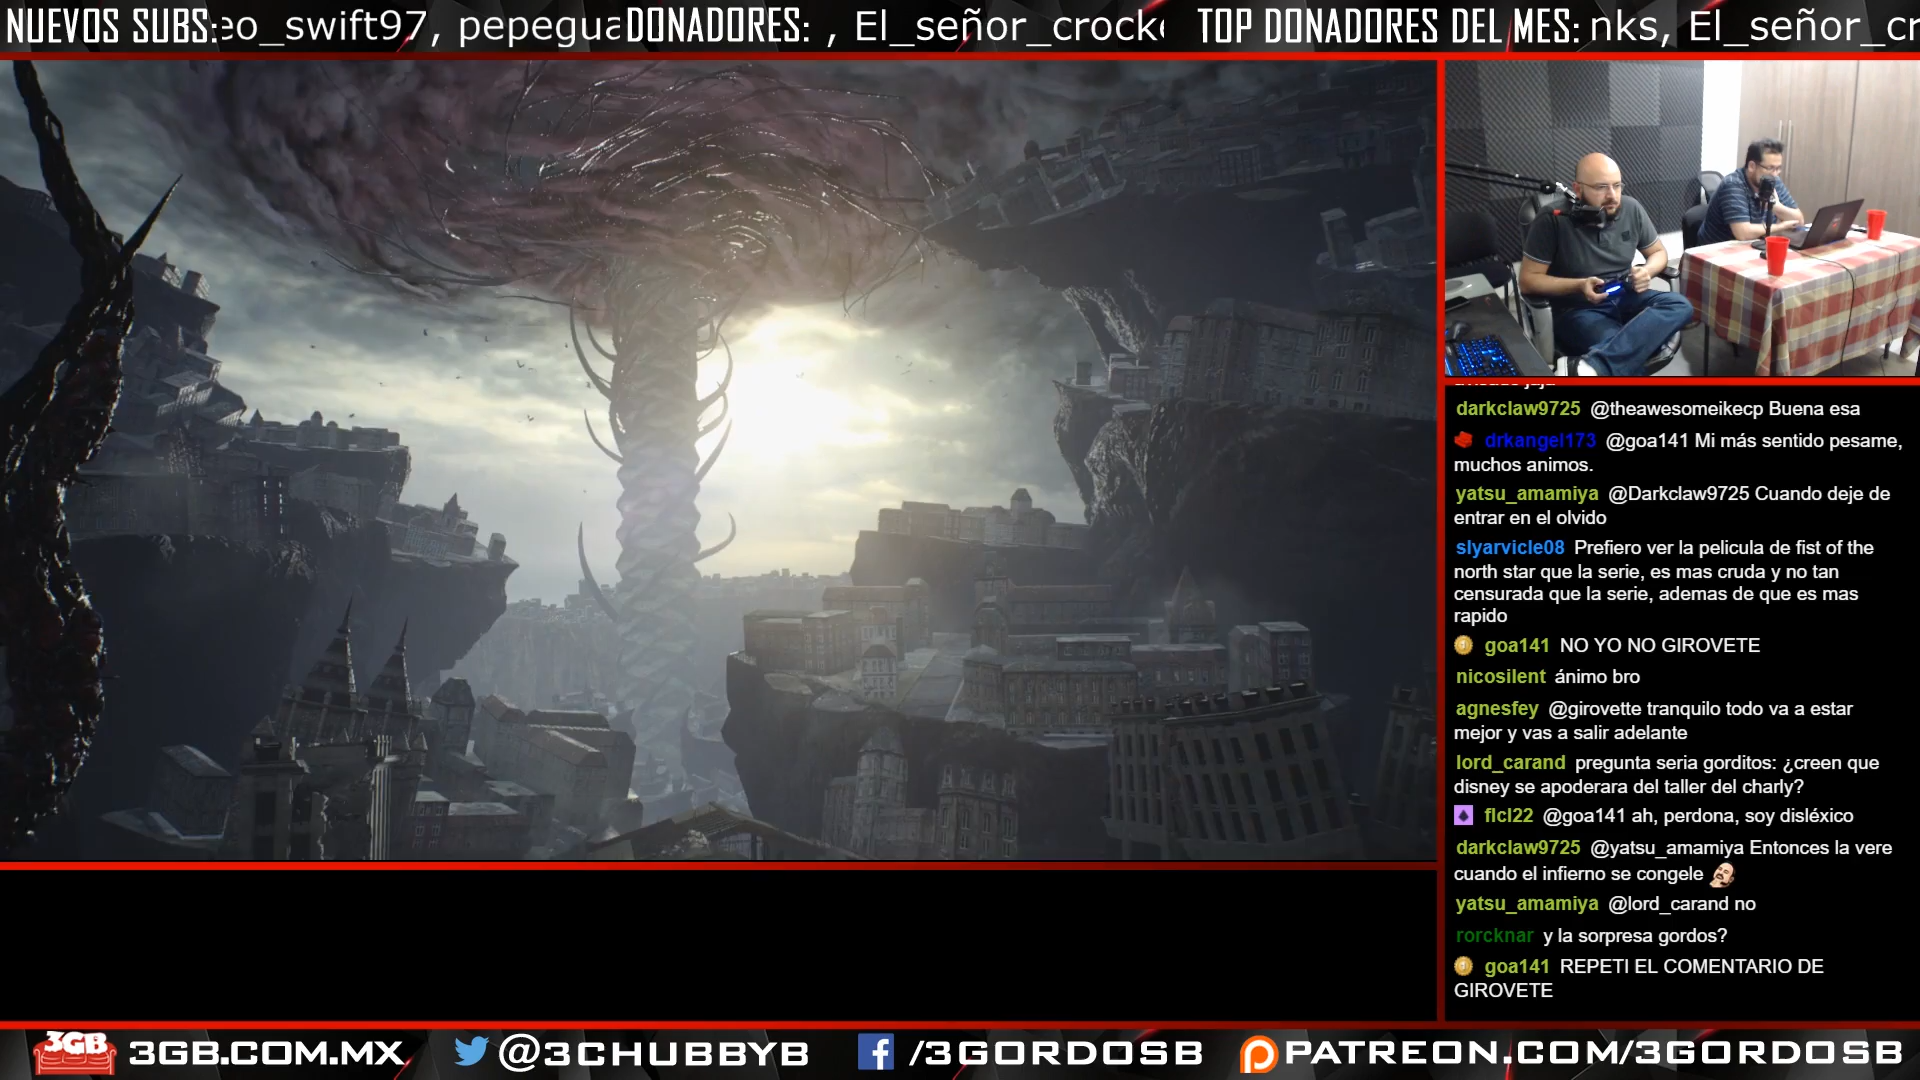 NUEVOS SUBS: eo_swift97, pepegua DONADORES: , El_señor_crocke TOP DONADORES DEL MES: nks, El_señor_cr
darkclaw9725 @theawesomeikecp Buena esa
drkangel173 @goa141 Mi más sentido pesame,
muchos animos.
yatsu_amamiya @Darkclaw9725 Cuando deje de
entrar en el olvido
slyarvicle08 Prefiero ver la pelicula de fist of the
north star que la serie, es mas cruda y no tan
censurada que la serie, ademas de que es mas
rapido
goa141 NO YO NO GIROVETE
nicosilent ánimo bro
agnesfey @girovette tranquilo todo va a estar
mejor y vas a salir adelante
lord_carand pregunta seria gorditos: ¿creen que
disney se apoderara del taller del charly?
flcl22 @goa141 ah, perdona, soy disléxico
darkclaw9725 @yatsu_amamiya Entonces la vere
cuando el infierno se congele
yatsu_amamiya @lord_carand no
rorcknar y la sorpresa gordos?
goa141 REPETI EL COMENTARIO DE
GIROVETE
3GB 3GB.COM.MX @3CHUBBYB /3GORDOSB PATREON.COM/3GORDOSB